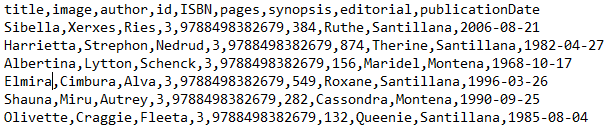 title,image,author,id,ISBN,pages,synopsis,editorial,publicationDate
Sibella,Xerxes,Ries,3,9788498382679,384,Ruthe,Santillana,2006-08-21
Harrietta,Strephon,Nedrud,3,9788498382679,874,Therine,Santillana,1982-04-27
Albertina,Lytton,Schenck,3,9788498382679,156,Maridel,Montena,1968-10-17
Elmira,Cimbura,Alva,3,9788498382679,549,Roxane,Santillana,1996-03-26
Shauna,Miru,Autrey,3,9788498382679,282,Cassondra,Montena,1990-09-25
Olivette,Craggie,Fleeta,3,9788498382679,132,Queenie,Santillana,1985-08-04